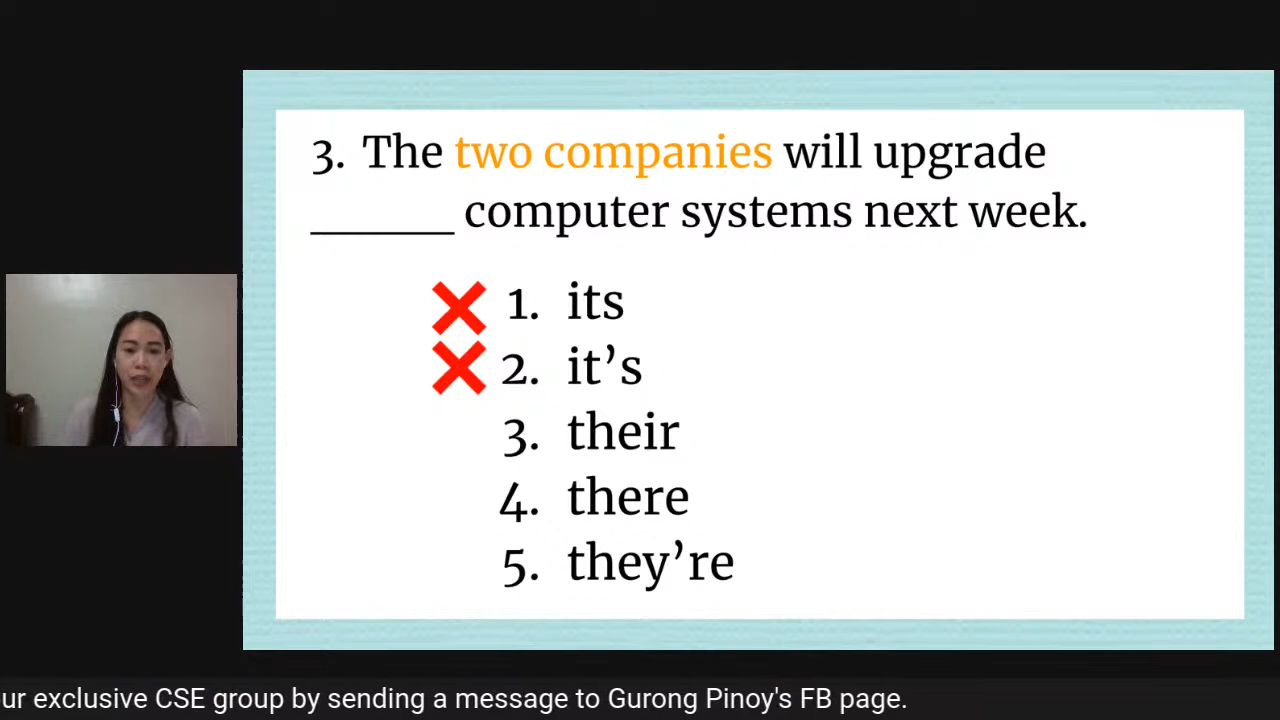 3. The two companies will upgrade
______ computer systems next week.
1. its
2. it’s
3. their
4. there
5. they’re
ur exclusive CSE group by sending a message to Gurong Pinoy's FB page.